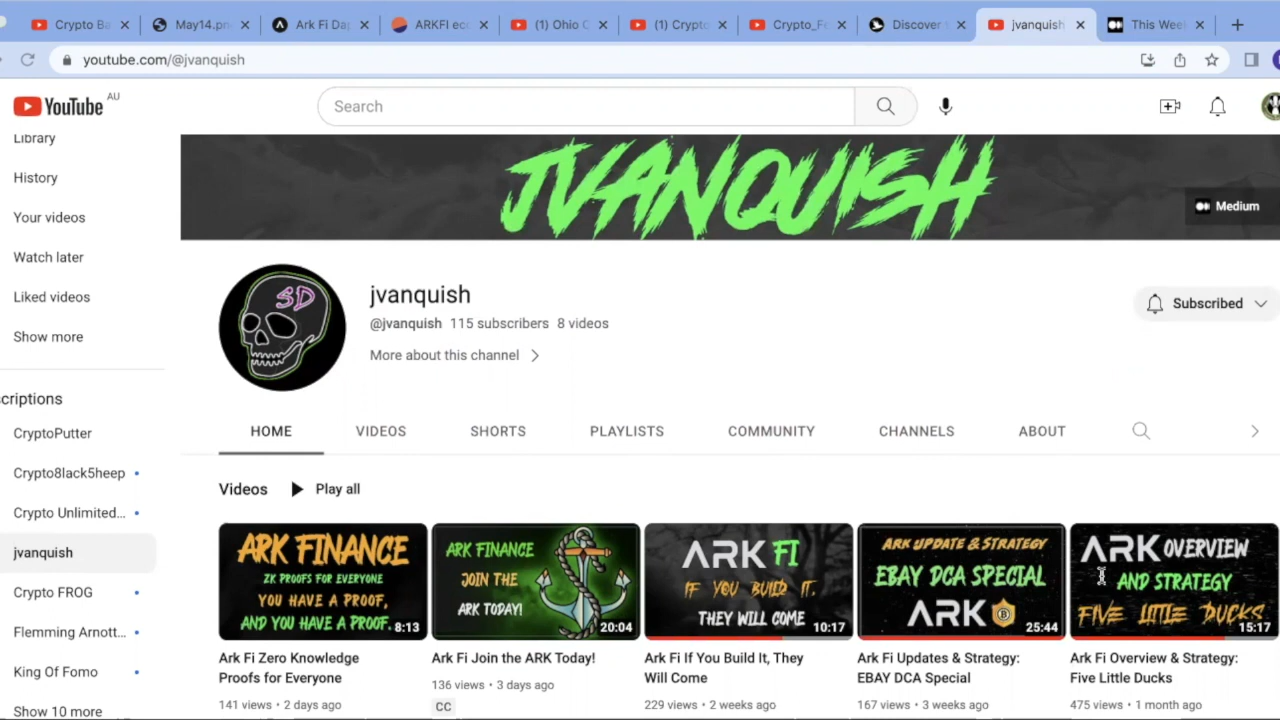 Crypto Ba
May14.pn
Ark Fi Da
ARKFI ec
(1) Ohio
(1) Crypto
Crypto_F
Discover
jvanquish
This Wee
youtube.com/@jvanquish
YouTube AU
Search
Library
History
Your videos
Watch later
Liked videos
Show more
criptions
CryptoPutter
Crypto8lack5heep
Crypto Unlimited...
jvanquish
Crypto FROG
Flemming Arnott...
King Of Fomo
Show 10 more
JVANQUISH
Medium
SD
jvanquish
@jvanquish 115 subscribers 8 videos
More about this channel
Subscribed
HOME VIDEOS SHORTS PLAYLISTS COMMUNITY CHANNELS ABOUT
Videos Play all
ARK FINANCE
ZK PROOFS FOR EVERYONE
YOU HAVE A PROOF,
AND YOU HAVE A PROOF.
8:13
Ark Fi Zero Knowledge
Proofs for Everyone
141 views • 2 days ago
ARK FINANCE
JOIN THE
ARK TODAY!
20:04
Ark Fi Join the ARK Today!
136 views • 3 days ago
CC
ARK FI
IF YOU BUILD IT,
THEY WILL COME
10:17
Ark Fi If You Build It, They
Will Come
229 views • 2 weeks ago
ARK UPDATE & STRATEGY
EBAY DCA SPECIAL
ARK
25:44
Ark Fi Updates & Strategy:
EBAY DCA Special
167 views • 3 weeks ago
ARK OVERVIEW
AND STRATEGY
FIVE LITTLE DUCKS
15:17
Ark Fi Overview & Strategy:
Five Little Ducks
475 views • 1 month ago